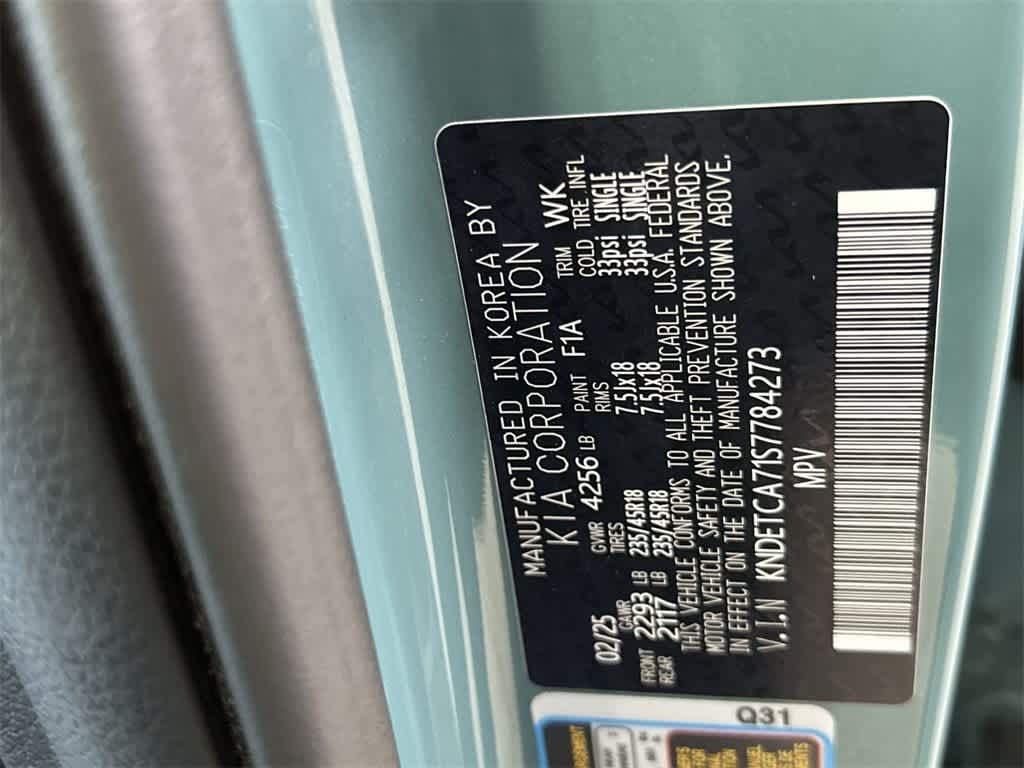 MANUFACTURED IN KOREA BY
KIA CORPORATION
02/25 GVWR 4256 LB PAINT F1A TRIM WK
GAWR TIRES RIMS COLD TIRE INFL
FRONT 2293 LB 235/45R18 7.5Jx18 33psi SINGLE
REAR 2117 LB 235/45R18 7.5Jx18 33psi SINGLE
THIS VEHICLE CONFORMS TO ALL APPLICABLE U.S.A. FEDERAL
MOTOR VEHICLE SAFETY AND THEFT PREVENTION STANDARDS
IN EFFECT ON THE DATE OF MANUFACTURE SHOWN ABOVE.
V.I.N KNDETCA71S7784273
MPV
Q31